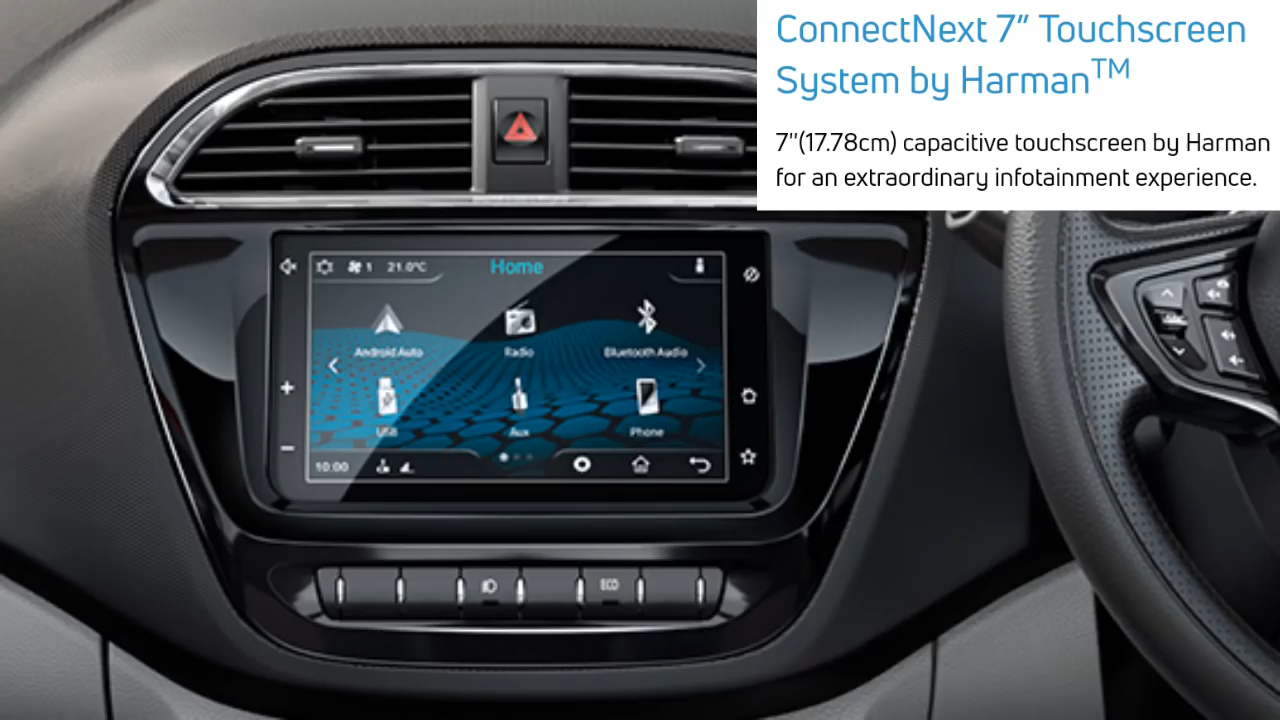 ConnectNext 7” Touchscreen
System by Harman™
7"(17.78cm) capacitive touchscreen by Harman
for an extraordinary infotainment experience.
1 21.0°C Home
Android Auto Radio Bluetooth Audio
USB Aux Phone
10:00
ECO